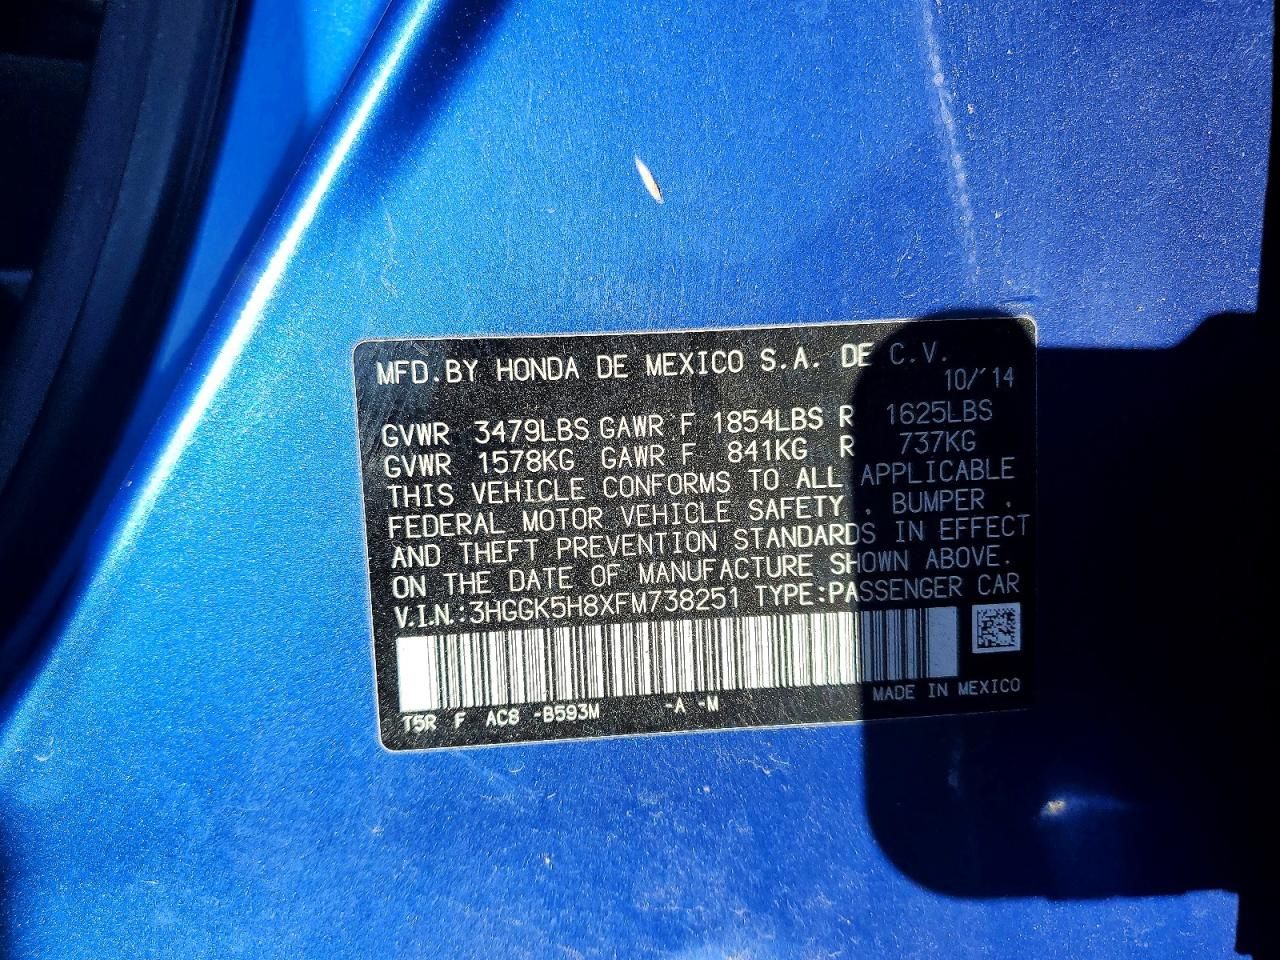 MFD.BY HONDA DE MEXICO S.A. DE C.V.
10/'14
GVWR 3479LBS GAWR F 1854LBS R 1625LBS
GVWR 1578KG GAWR F 841KG R 737KG
THIS VEHICLE CONFORMS TO ALL APPLICABLE
FEDERAL MOTOR VEHICLE SAFETY , BUMPER ,
AND THEFT PREVENTION STANDARDS IN EFFECT
ON THE DATE OF MANUFACTURE SHOWN ABOVE.
V.I.N.:3HGGK5H8XFM738251 TYPE:PASSENGER CAR
MADE IN MEXICO
T5R F AC8 -B593M -A -M